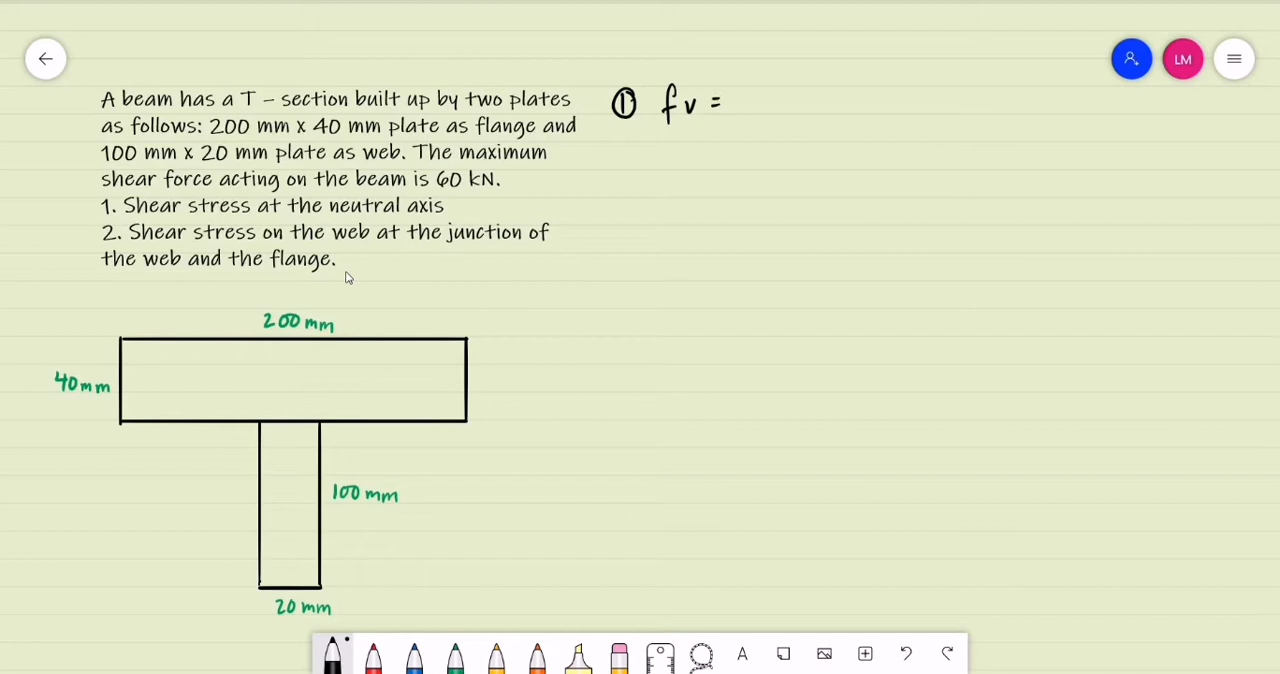 LM
A beam has a T – section built up by two plates
as follows: 200 mm x 40 mm plate as flange and
100 mm x 20 mm plate as web. The maximum
shear force acting on the beam is 60 kN.
1. Shear stress at the neutral axis
2. Shear stress on the web at the junction of
the web and the flange.
① fv =
200 mm
40 mm
100 mm
20 mm
A